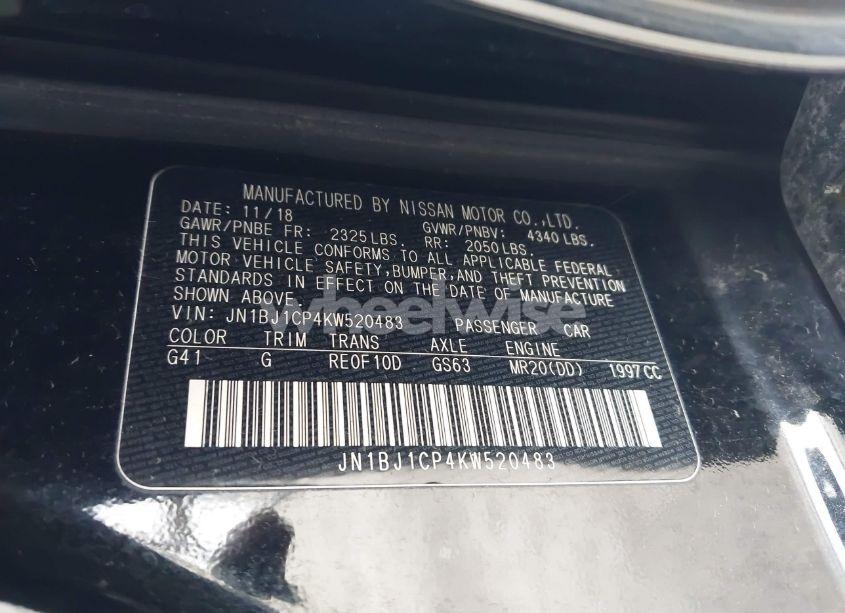 MANUFACTURED BY NISSAN MOTOR CO.,LTD.
DATE: 11/18 GVWR/PNBV: 4340 LBS.
GAWR/PNBE FR: 2325 LBS. RR: 2050 LBS.
THIS VEHICLE CONFORMS TO ALL APPLICABLE FEDERAL
MOTOR VEHICLE SAFETY, BUMPER, AND THEFT PREVENTION
STANDARDS IN EFFECT ON THE DATE OF MANUFACTURE
SHOWN ABOVE.
wheelwise
VIN: JN1BJ1CP4KW520483 PASSENGER CAR
COLOR TRIM TRANS AXLE ENGINE
G41 G RE0F10D GS63 MR20(DD) 1997CC
JN1BJ1CP4KW520483